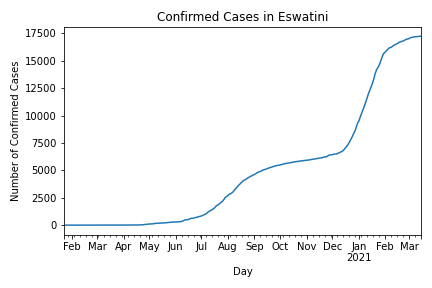 Confirmed Cases in Eswatini
17500
15000
12500
10000
7500
5000
2500
0
Number of Confirmed Cases
Feb Mar Apr May Jun Jul Aug Sep Oct Nov Dec Jan Feb Mar
2021
Day